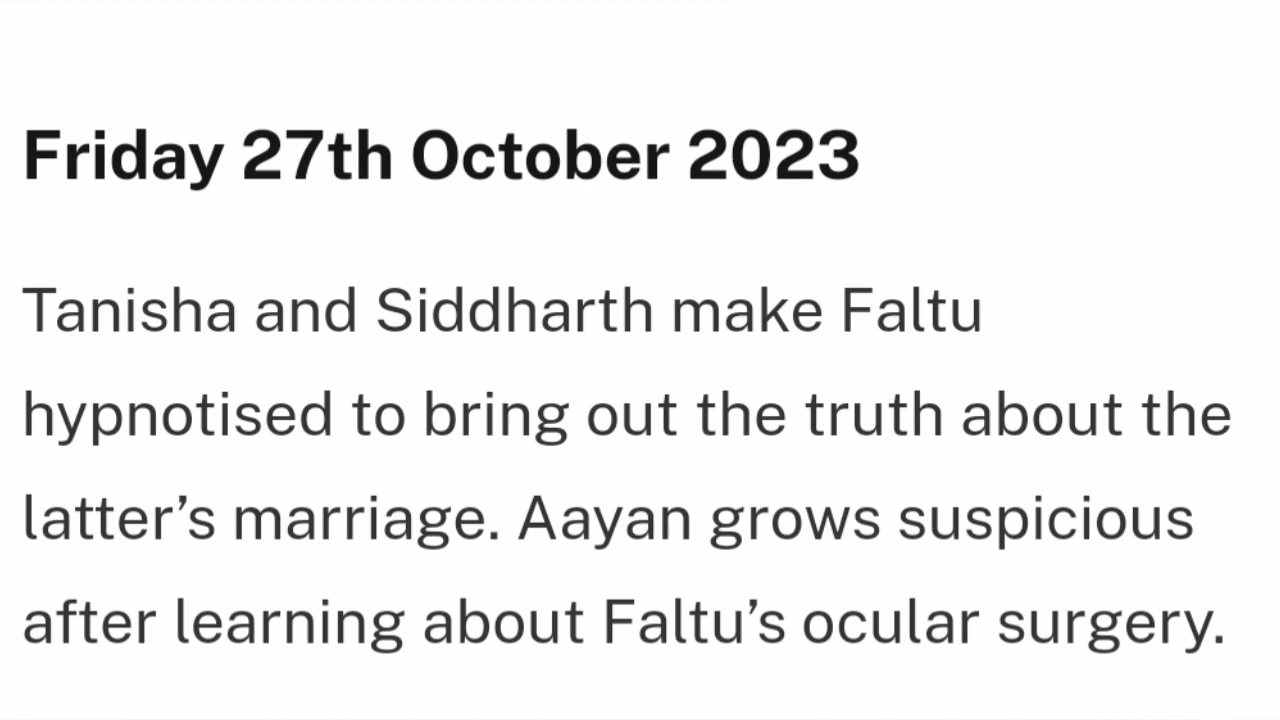 Friday 27th October 2023
Tanisha and Siddharth make Faltu
hypnotised to bring out the truth about the
latter’s marriage. Aayan grows suspicious
after learning about Faltu’s ocular surgery.